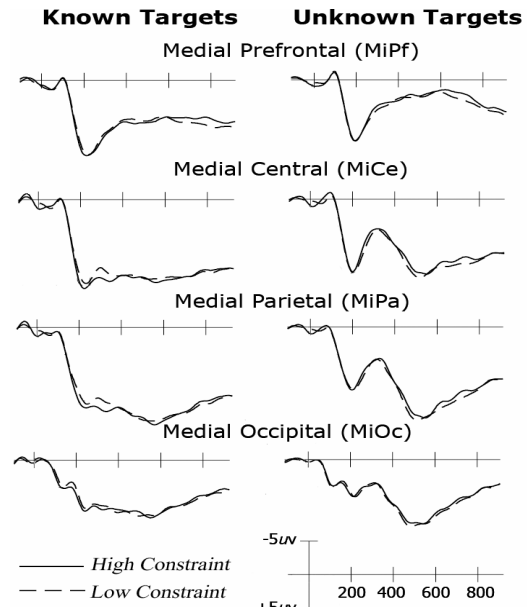 Known Targets Unknown Targets
Medial Prefrontal (MiPf)
Medial Central (MiCe)
Medial Parietal (MiPa)
Medial Occipital (MiOc)
-5uv
High Constraint
200 400 600 800
Low Constraint
+5uv